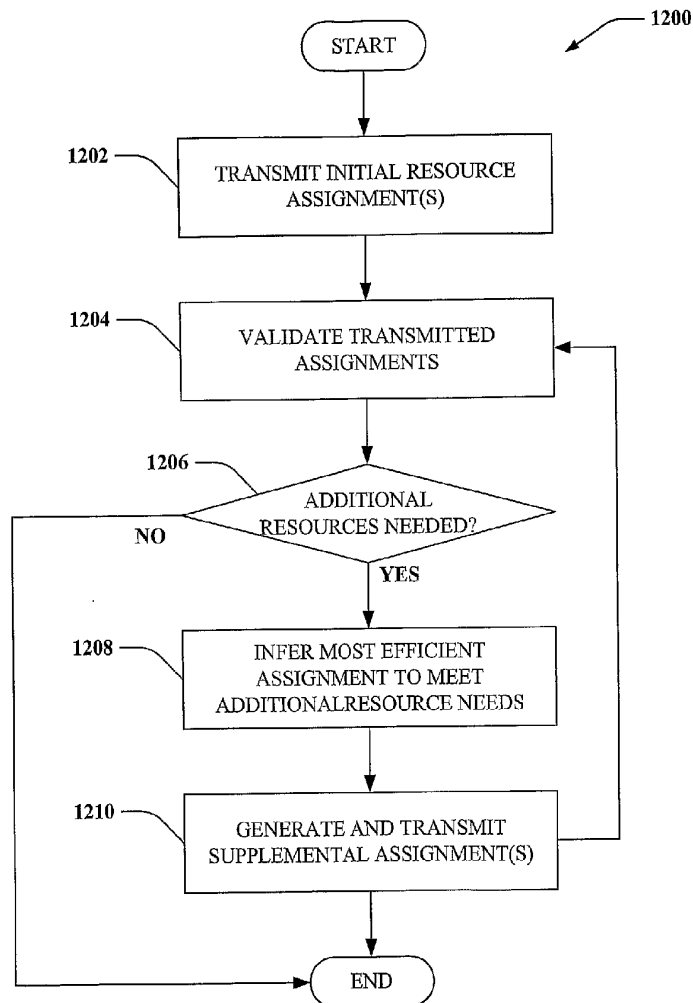 1200
START
1202
TRANSMIT INITIAL RESOURCE
ASSIGNMENT(S)
1204
VALIDATE TRANSMITTED
ASSIGNMENTS
1206
ADDITIONAL
RESOURCES NEEDED?
NO
YES
1208
INFER MOST EFFICIENT
ASSIGNMENT TO MEET
ADDITIONALRESOURCE NEEDS
1210
GENERATE AND TRANSMIT
SUPPLEMENTAL ASSIGNMENT(S)
END